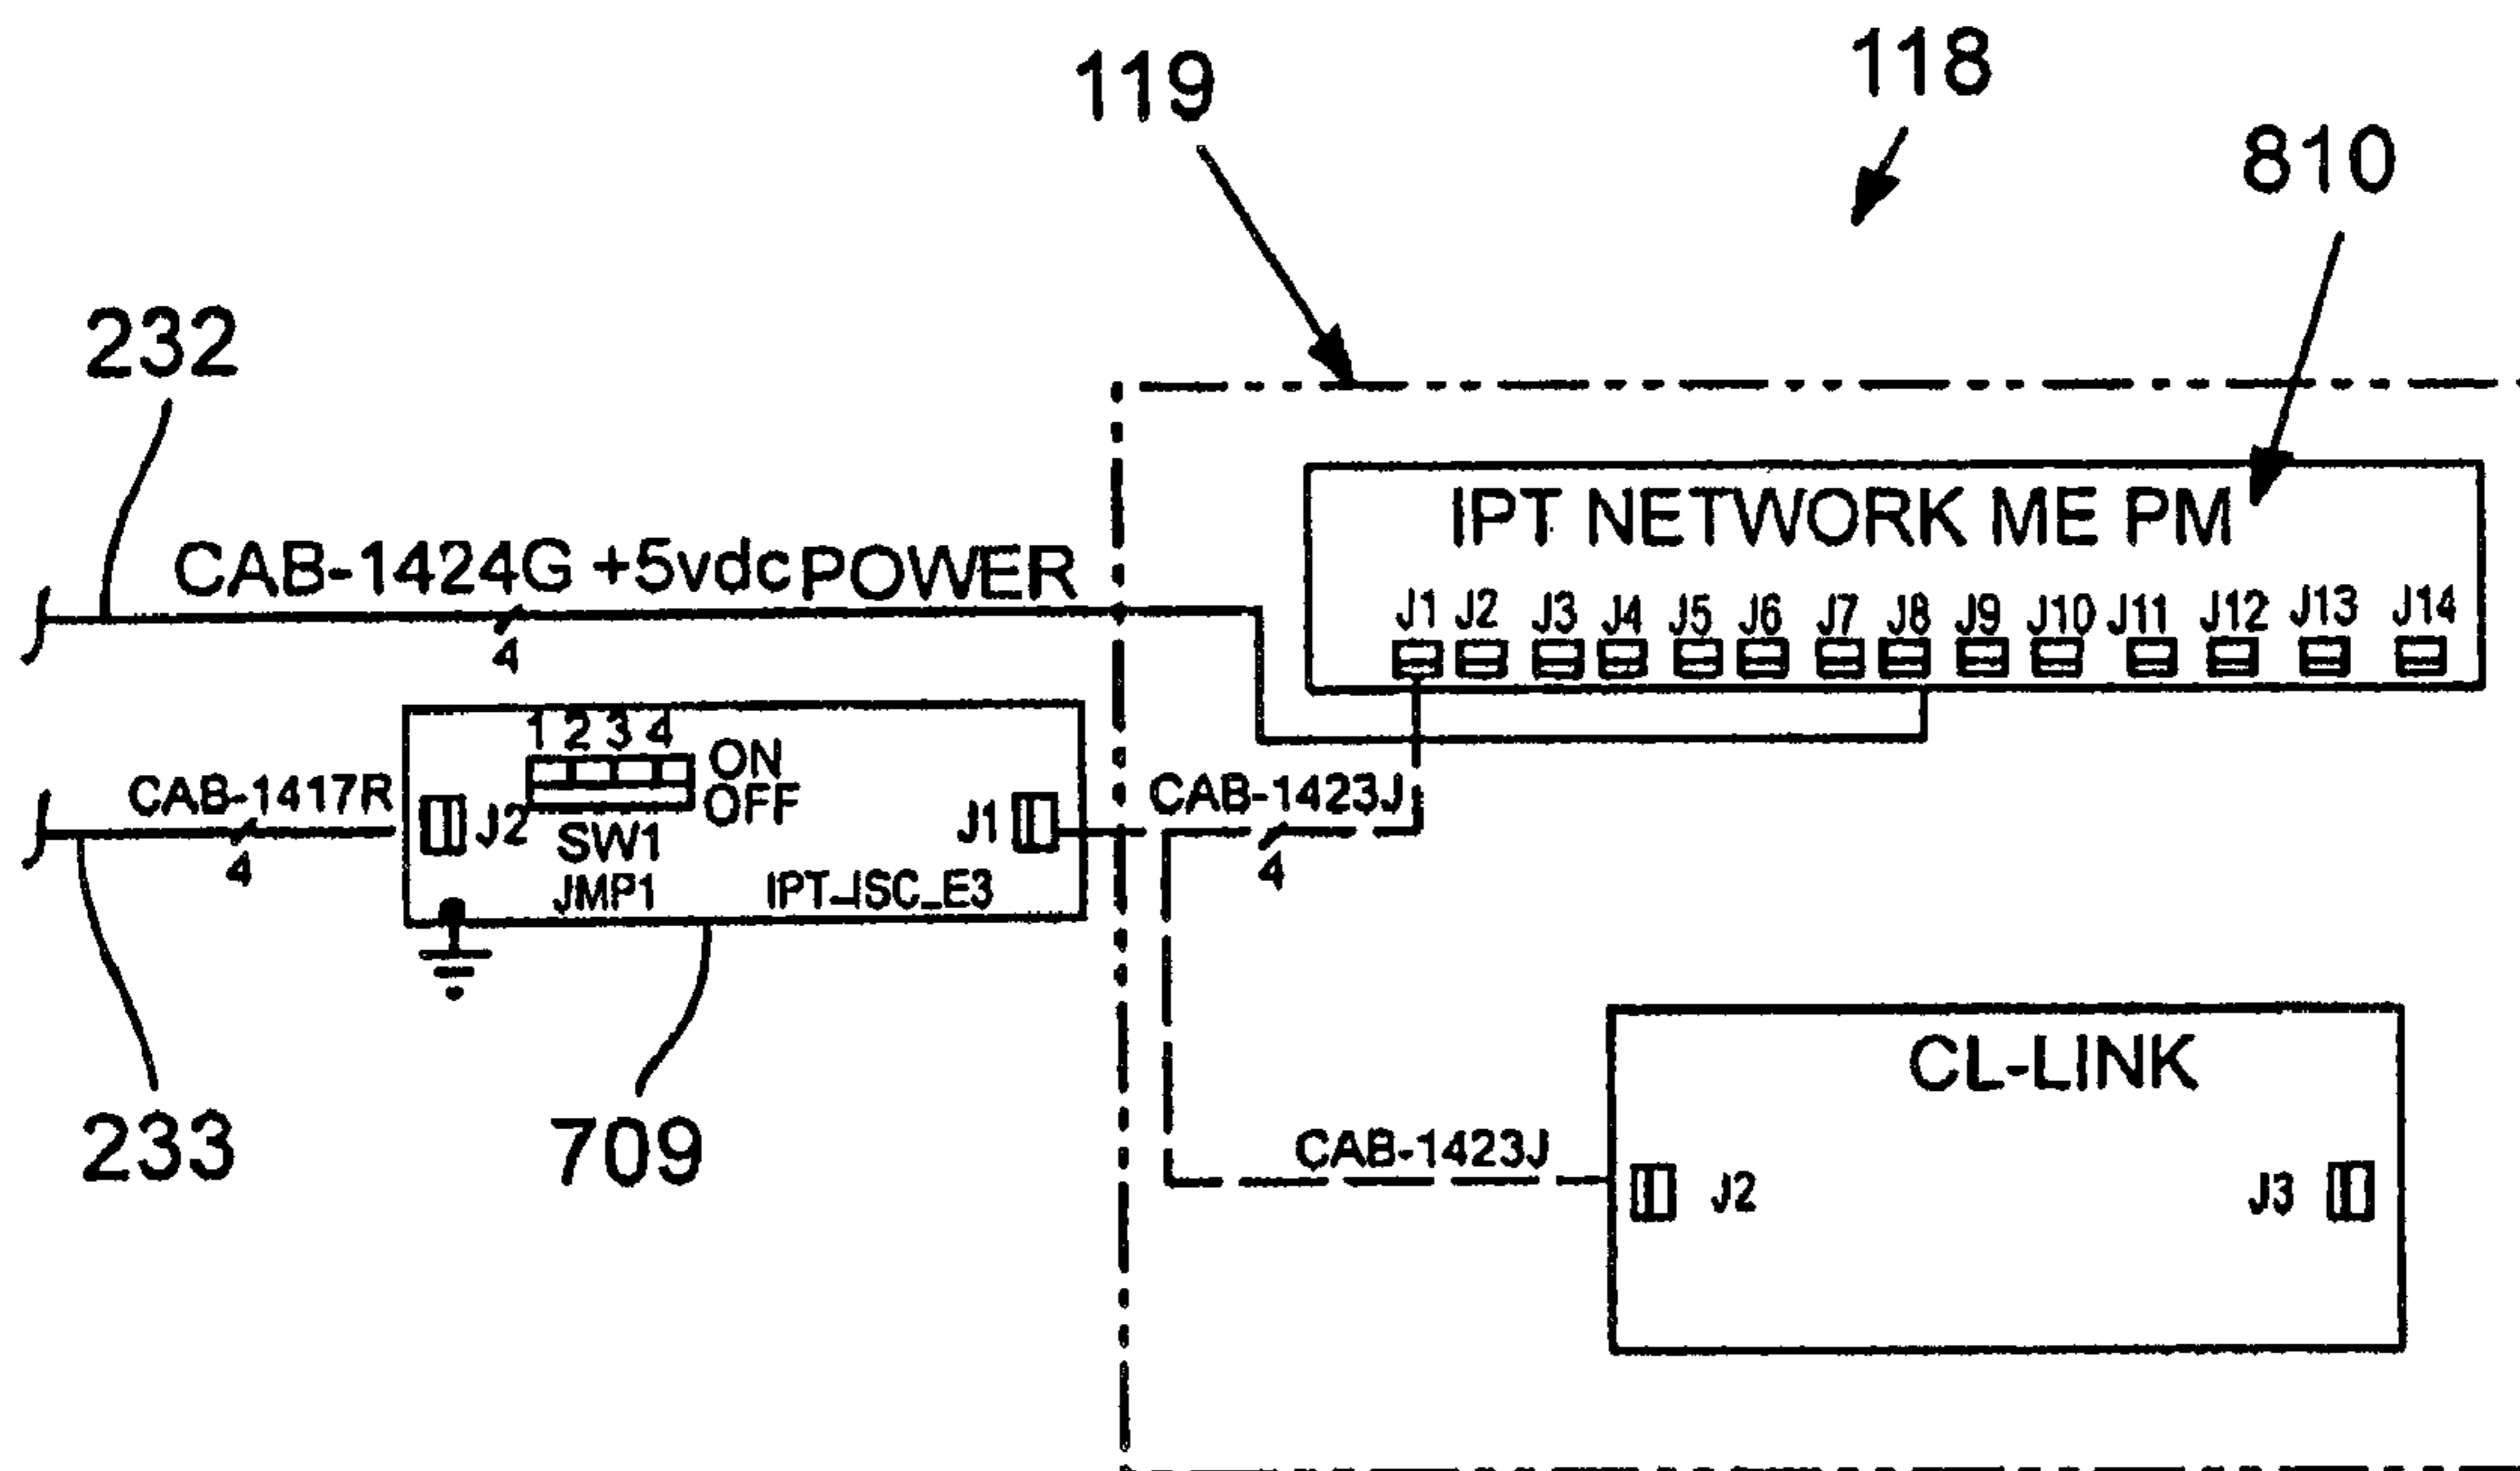 118
119
810
232
IPT NETWORK ME PM
CAB-1424G +5vdc POWER
4
J1 J2 J3 J4 J5 J6 J7 J8 J9 J10 J11 J12 J13 J14
1 2 3 4
ON
OFF
CAB-1417R
4
J2
SW1
JMP1
J1
IPT_ISC_E3
CAB-1423J
4
CL-LINK
233
709
CAB-1423J
J2
J3